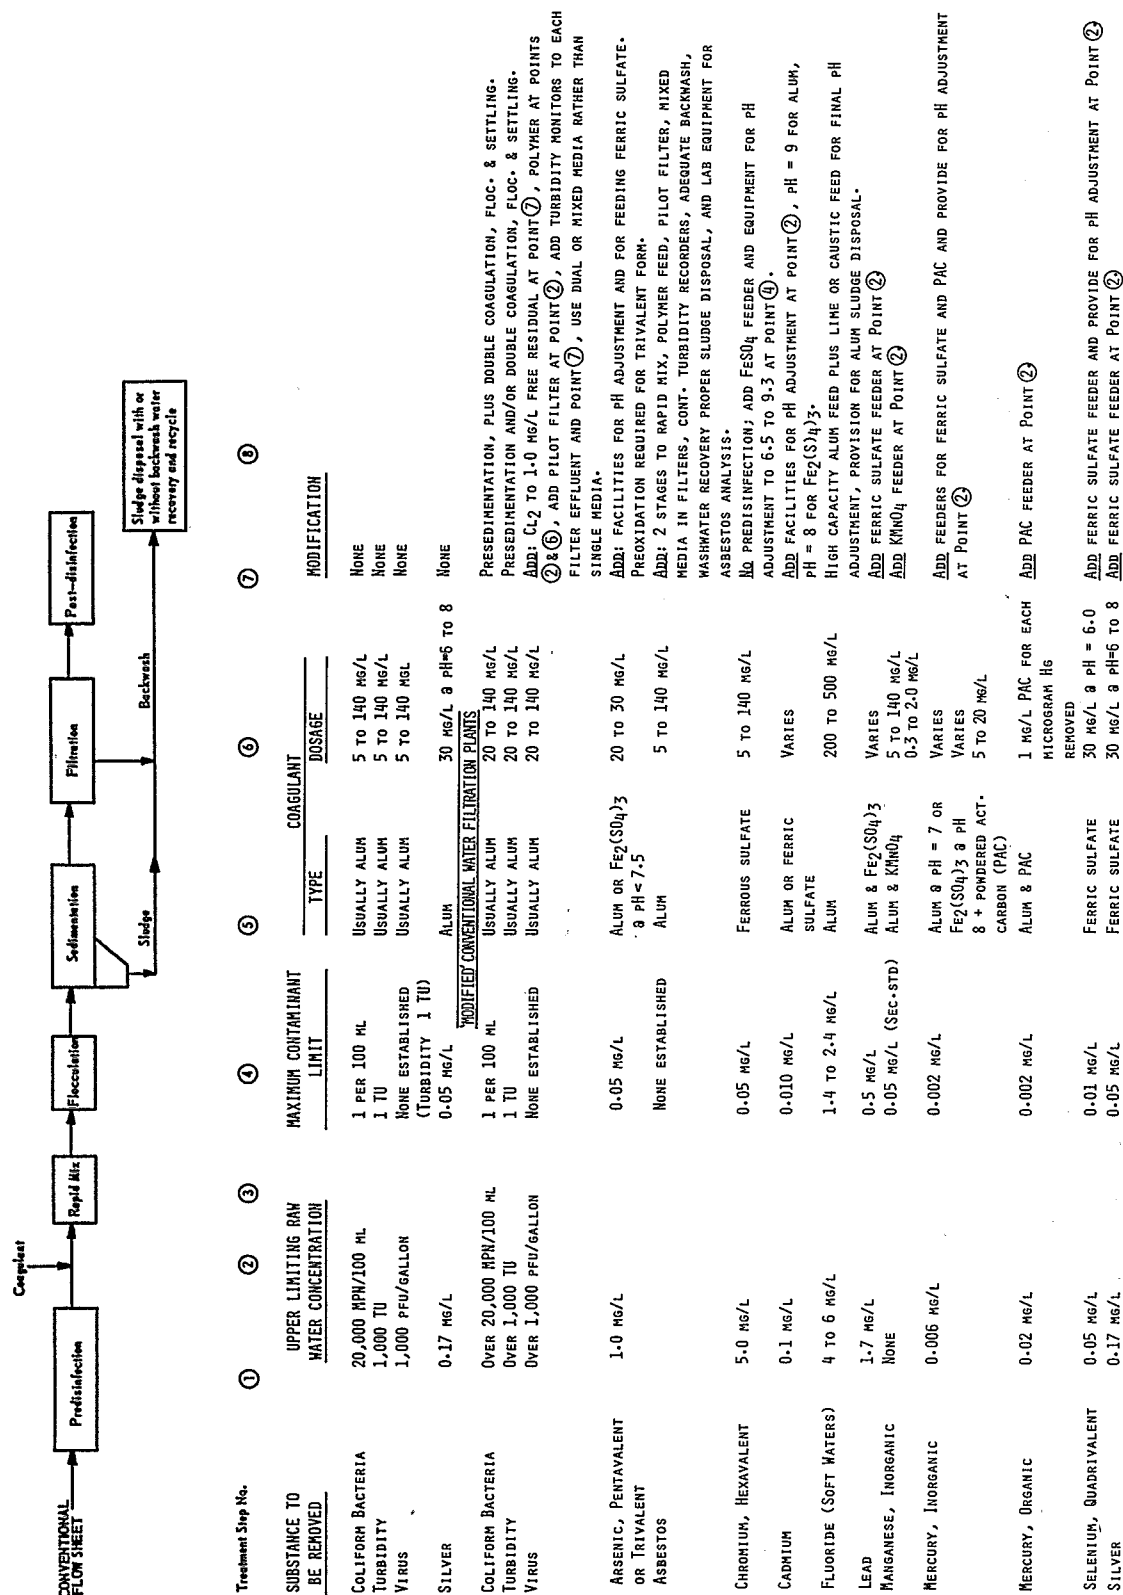 CONVENTIONAL
FLOW SHEET
Predisinfection
Coagulant
Rapid Mix
Flocculation
Sedimentation
Sludge
Filtration
Backwash
Post-disinfection
Sludge disposal with or
without backwash water
recovery and recycle
Treatment Step No. ① ② ③ ④ ⑤ ⑥ ⑦ ⑧
SUBSTANCE TO
BE REMOVED
UPPER LIMITING RAW
WATER CONCENTRATION
MAXIMUM CONTAMINANT
LIMIT
COAGULANT
TYPE DOSAGE
MODIFICATION
COLIFORM BACTERIA 20,000 MPN/100 ML 1 PER 100 ML USUALLY ALUM 5 TO 140 MG/L NONE
TURBIDITY 1,000 TU 1 TU USUALLY ALUM 5 TO 140 MG/L NONE
VIRUS 1,000 PFU/GALLON NONE ESTABLISHED USUALLY ALUM 5 TO 140 MGL NONE
(TURBIDITY 1 TU)
SILVER 0.17 MG/L 0.05 MG/L ALUM 30 MG/L @ PH=6 TO 8 NONE
'MODIFIED' CONVENTIONAL WATER FILTRATION PLANTS
COLIFORM BACTERIA OVER 20,000 MPN/100 ML 1 PER 100 ML USUALLY ALUM 20 TO 140 MG/L PRESEDIMENTATION, PLUS DOUBLE COAGULATION, FLOC. & SETTLING.
TURBIDITY OVER 1,000 TU 1 TU USUALLY ALUM 20 TO 140 MG/L PRESEDIMENTATION AND/OR DOUBLE COAGULATION, FLOC. & SETTLING.
VIRUS OVER 1,000 PFU/GALLON NONE ESTABLISHED USUALLY ALUM 20 TO 140 MG/L ADD: CL2 TO 1.0 MG/L FREE RESIDUAL AT POINT ⑦, POLYMER AT POINTS
② & ⑥, ADD PILOT FILTER AT POINT ②, ADD TURBIDITY MONITORS TO EACH
FILTER EFFLUENT AND POINT ⑦, USE DUAL OR MIXED MEDIA RATHER THAN
SINGLE MEDIA.
ARSENIC, PENTAVALENT 1.0 MG/L 0.05 MG/L ALUM OR FE2(SO4)3 20 TO 30 MG/L ADD: FACILITIES FOR PH ADJUSTMENT AND FOR FEEDING FERRIC SULFATE.
OR TRIVALENT @ PH < 7.5 PREOXIDATION REQUIRED FOR TRIVALENT FORM.
ASBESTOS NONE ESTABLISHED ALUM 5 TO 140 MG/L ADD: 2 STAGES TO RAPID MIX, POLYMER FEED, PILOT FILTER, MIXED
MEDIA IN FILTERS, CONT. TURBIDITY RECORDERS, ADEQUATE BACKWASH,
WASHWATER RECOVERY PROPER SLUDGE DISPOSAL, AND LAB EQUIPMENT FOR
ASBESTOS ANALYSIS.
CHROMIUM, HEXAVALENT 5.0 MG/L 0.05 MG/L FERROUS SULFATE 5 TO 140 MG/L NO PREDISINFECTION; ADD FESO4 FEEDER AND EQUIPMENT FOR PH
ADJUSTMENT TO 6.5 TO 9.3 AT POINT ④.
CADMIUM 0.1 MG/L 0.010 MG/L ALUM OR FERRIC VARIES ADD FACILITIES FOR PH ADJUSTMENT AT POINT ②, PH = 9 FOR ALUM,
SULFATE PH = 8 FOR FE2(S)4)3.
FLUORIDE (SOFT WATERS) 4 TO 6 MG/L 1.4 TO 2.4 MG/L ALUM 200 TO 500 MG/L HIGH CAPACITY ALUM FEED PLUS LIME OR CAUSTIC FEED FOR FINAL PH
ADJUSTMENT, PROVISION FOR ALUM SLUDGE DISPOSAL.
LEAD 1.7 MG/L 0.5 MG/L ALUM & FE2(SO4)3 VARIES ADD FERRIC SULFATE FEEDER AT POINT ②.
MANGANESE, INORGANIC NONE 0.05 MG/L (SEC.STD) ALUM & KMNO4 5 TO 140 MG/L ADD KMNO4 FEEDER AT POINT ②.
0.3 TO 2.0 MG/L
MERCURY, INORGANIC 0.006 MG/L 0.002 MG/L ALUM @ PH = 7 OR VARIES ADD FEEDERS FOR FERRIC SULFATE AND PAC AND PROVIDE FOR PH ADJUSTMENT
FE2(SO4)3 @ PH VARIES AT POINT ②.
8 + POWDERED ACT. 5 TO 20 MG/L
CARBON (PAC)
MERCURY, ORGANIC 0.02 MG/L 0.002 MG/L ALUM & PAC 1 MG/L PAC FOR EACH ADD PAC FEEDER AT POINT ②.
MICROGRAM HG
REMOVED
SELENIUM, QUADRIVALENT 0.05 MG/L 0.01 MG/L FERRIC SULFATE 30 MG/L @ PH = 6.0 ADD FERRIC SULFATE FEEDER AND PROVIDE FOR PH ADJUSTMENT AT POINT ②.
SILVER 0.17 MG/L 0.05 MG/L FERRIC SULFATE 30 MG/L @ PH=6 TO 8 ADD FERRIC SULFATE FEEDER AT POINT ②.